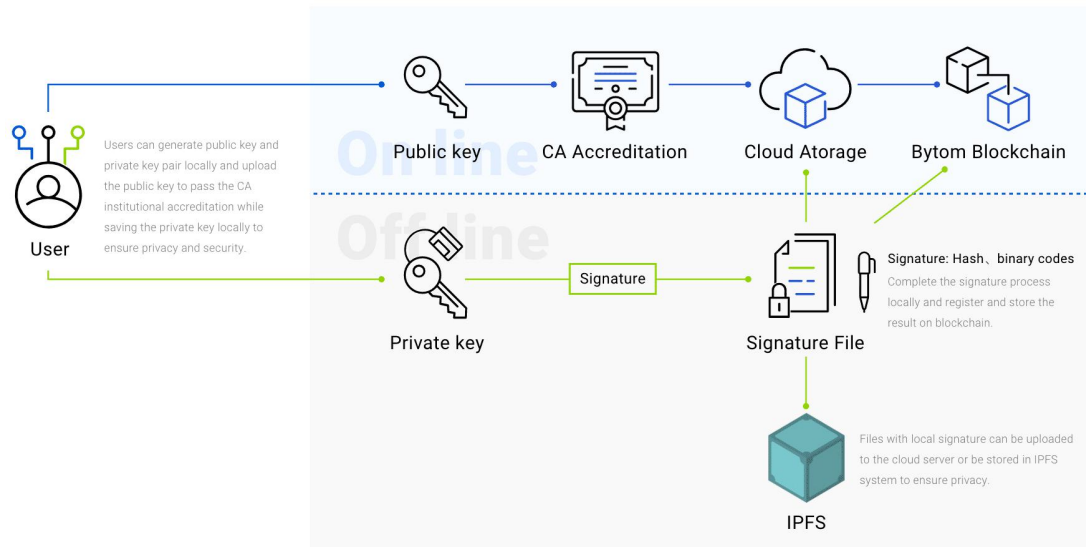 On-line
Public key
CA Accreditation
Cloud Atorage
Bytom Blockchain
Users can generate public key and
private key pair locally and upload
the public key to pass the CA
institutional accreditation while
saving the private key locally to
ensure privacy and security.
User
Off-line
Private key
Signature
Signature File
Signature: Hash、binary codes
Complete the signature process
locally and register and store the
result on blockchain.
Files with local signature can be uploaded
to the cloud server or be stored in IPFS
system to ensure privacy.
IPFS